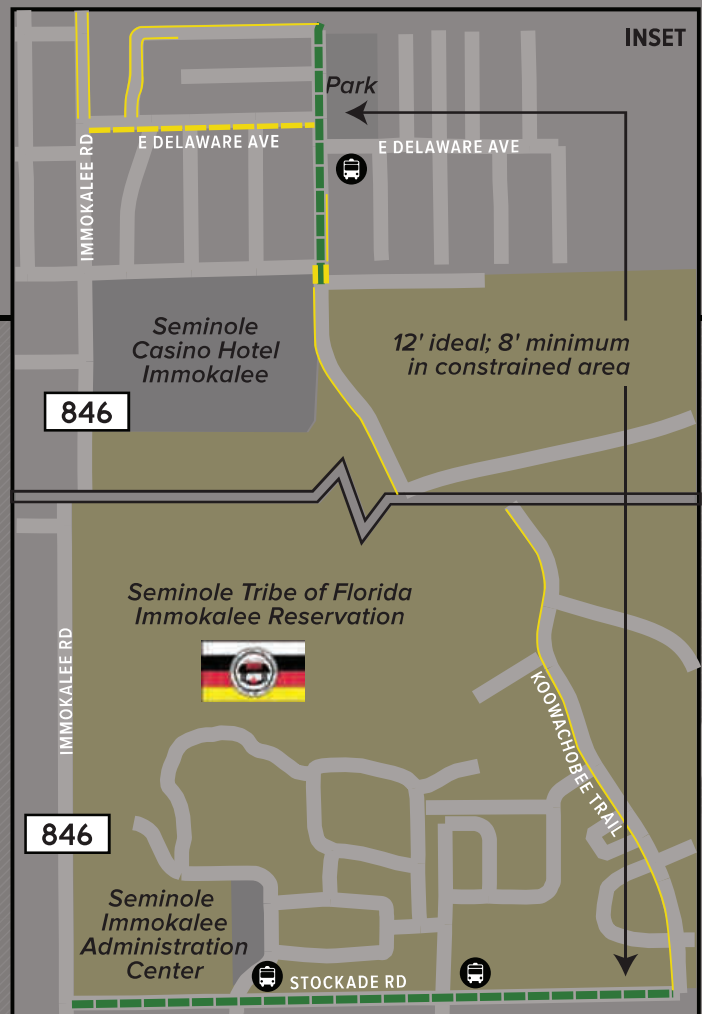 INSET
Park
E DELAWARE AVE
E DELAWARE AVE
IMMOKALEE RD
Seminole
Casino Hotel
Immokalee
12' ideal; 8' minimum
in constrained area
846
Seminole Tribe of Florida
Immokalee Reservation
IMMOKALEE RD
KOOWACHOBEE TRAIL
846
Seminole
Immokalee
Administration
Center
STOCKADE RD